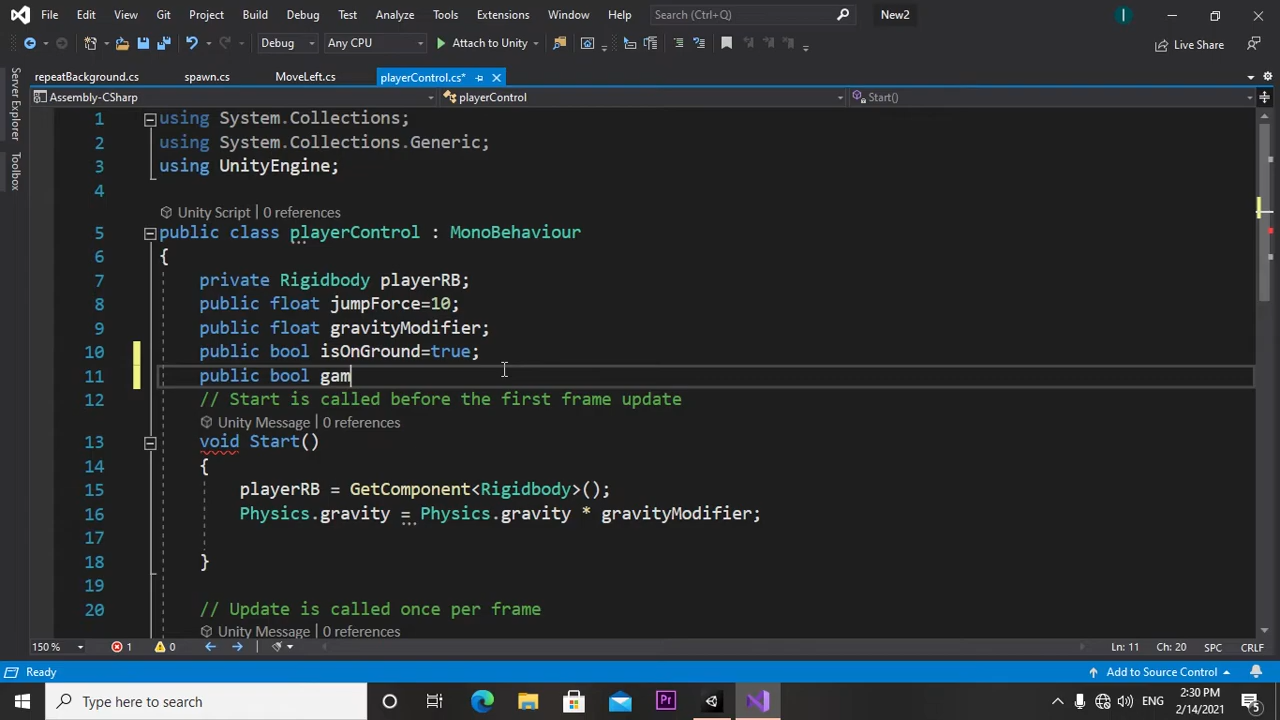 File Edit View Git Project Build Debug Test Analyze Tools Extensions Window Help Search (Ctrl+Q) New2
Debug Any CPU Attach to Unity Live Share
repeatBackground.cs spawn.cs MoveLeft.cs playerControl.cs*
Assembly-CSharp playerControl Start()
Server Explorer
Toolbox
1 using System.Collections;
2 using System.Collections.Generic;
3 using UnityEngine;
4
Unity Script | 0 references
5 public class playerControl : MonoBehaviour
6 {
7 private Rigidbody playerRB;
8 public float jumpForce=10;
9 public float gravityModifier;
10 public bool isOnGround=true;
11 public bool gam
12 // Start is called before the first frame update
Unity Message | 0 references
13 void Start()
14 {
15 playerRB = GetComponent<Rigidbody>();
16 Physics.gravity = Physics.gravity * gravityModifier;
17
18 }
19
20 // Update is called once per frame
Unity Message | 0 references
150 % 1 0 Ln: 11 Ch: 20 SPC CRLF
Ready Add to Source Control
Type here to search Pr ENG 2:30 PM
2/14/2021 5